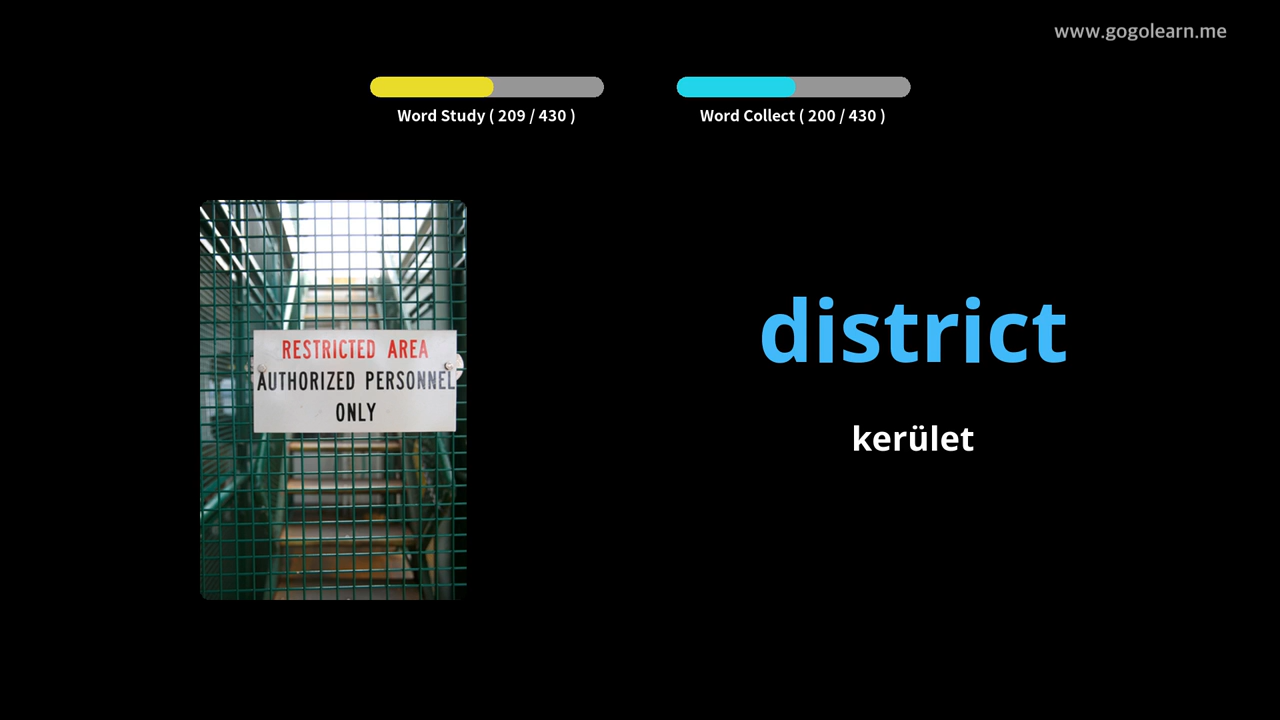 www.gogolearn.me
Word Study ( 209 / 430 )
Word Collect ( 200 / 430 )
RESTRICTED AREA
AUTHORIZED PERSONNEL
ONLY
district
kerület